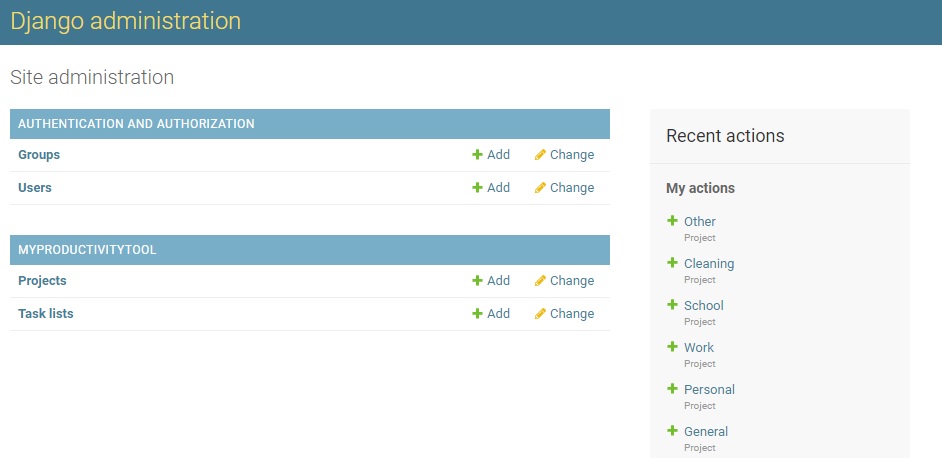 Django administration
Site administration
AUTHENTICATION AND AUTHORIZATION
Groups Add Change
Users Add Change
MYPRODUCTIVITYTOOL
Projects Add Change
Task lists Add Change
Recent actions
My actions
Other
Project
Cleaning
Project
School
Project
Work
Project
Personal
Project
General
Project